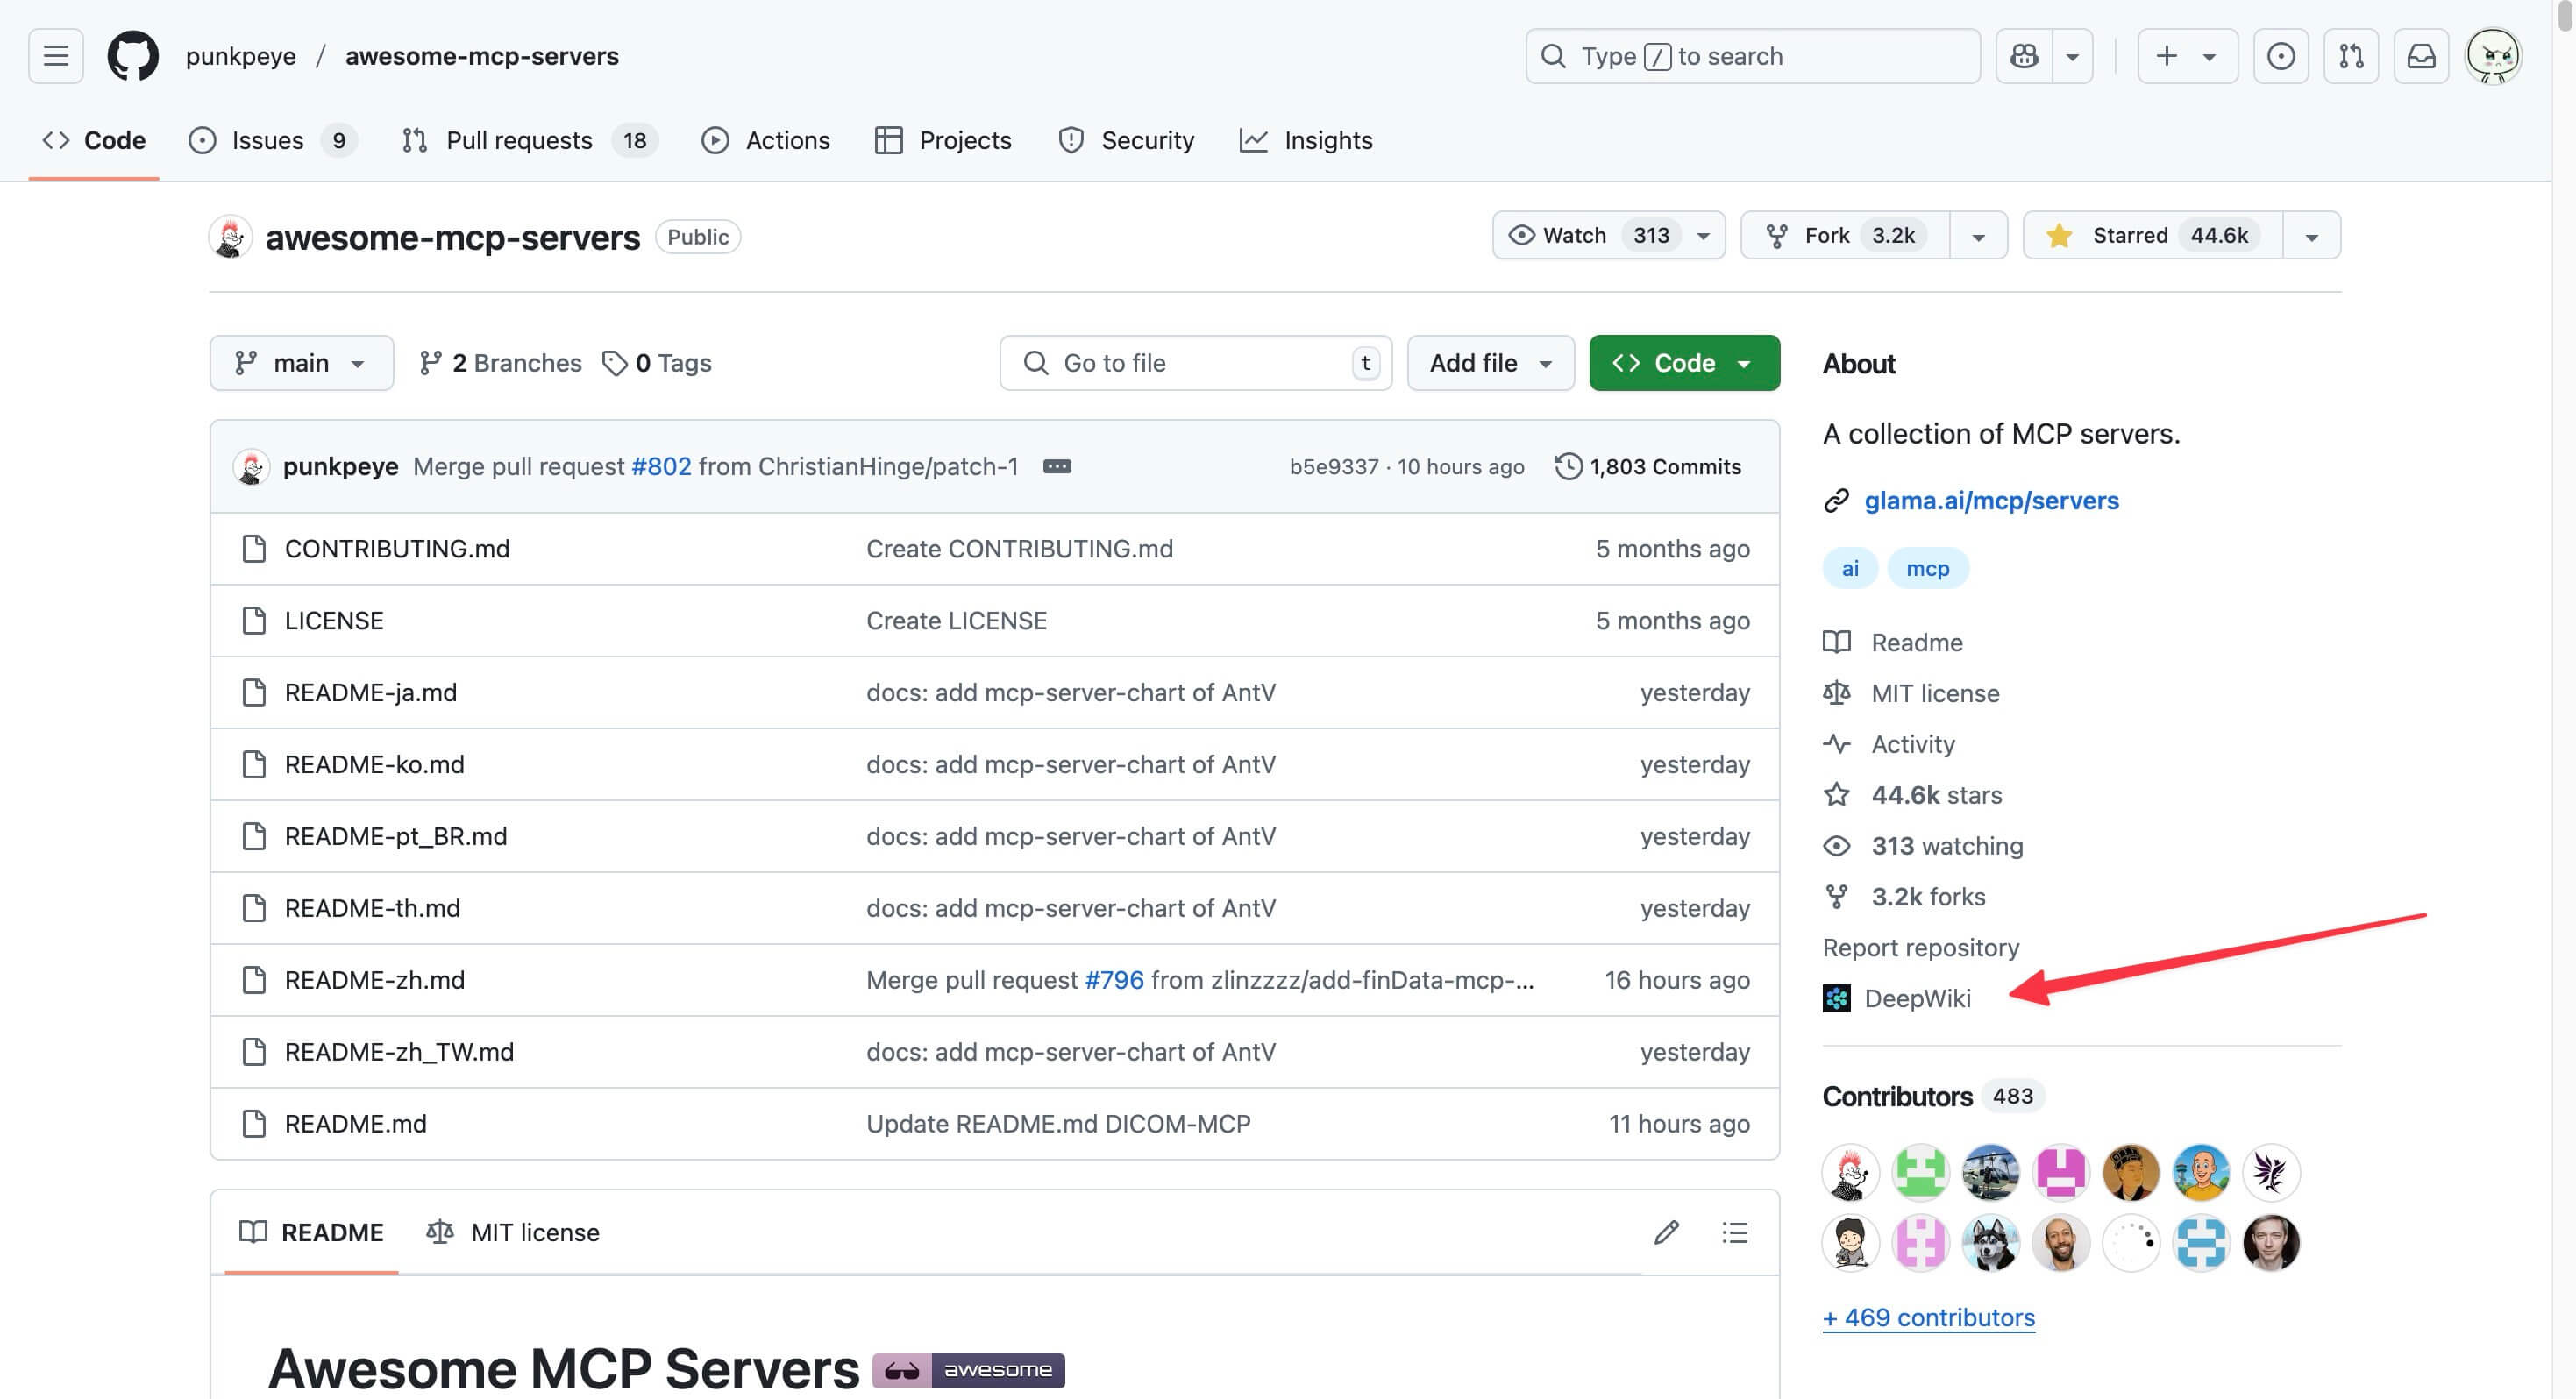 punkpeye / awesome-mcp-servers
Type / to search
Code
Issues 9
Pull requests 18
Actions
Projects
Security
Insights
awesome-mcp-servers Public
Watch 313
Fork 3.2k
Starred 44.6k
main
2 Branches
0 Tags
Go to file t
Add file
Code
punkpeye Merge pull request #802 from ChristianHinge/patch-1 b5e9337 · 10 hours ago 1,803 Commits
CONTRIBUTING.md Create CONTRIBUTING.md 5 months ago
LICENSE Create LICENSE 5 months ago
README-ja.md docs: add mcp-server-chart of AntV yesterday
README-ko.md docs: add mcp-server-chart of AntV yesterday
README-pt_BR.md docs: add mcp-server-chart of AntV yesterday
README-th.md docs: add mcp-server-chart of AntV yesterday
README-zh.md Merge pull request #796 from zlinzzzz/add-finData-mcp-... 16 hours ago
README-zh_TW.md docs: add mcp-server-chart of AntV yesterday
README.md Update README.md DICOM-MCP 11 hours ago
README
MIT license
Awesome MCP Servers awesome
About
A collection of MCP servers.
glama.ai/mcp/servers
ai mcp
Readme
MIT license
Activity
44.6k stars
313 watching
3.2k forks
Report repository
DeepWiki
Contributors 483
+ 469 contributors